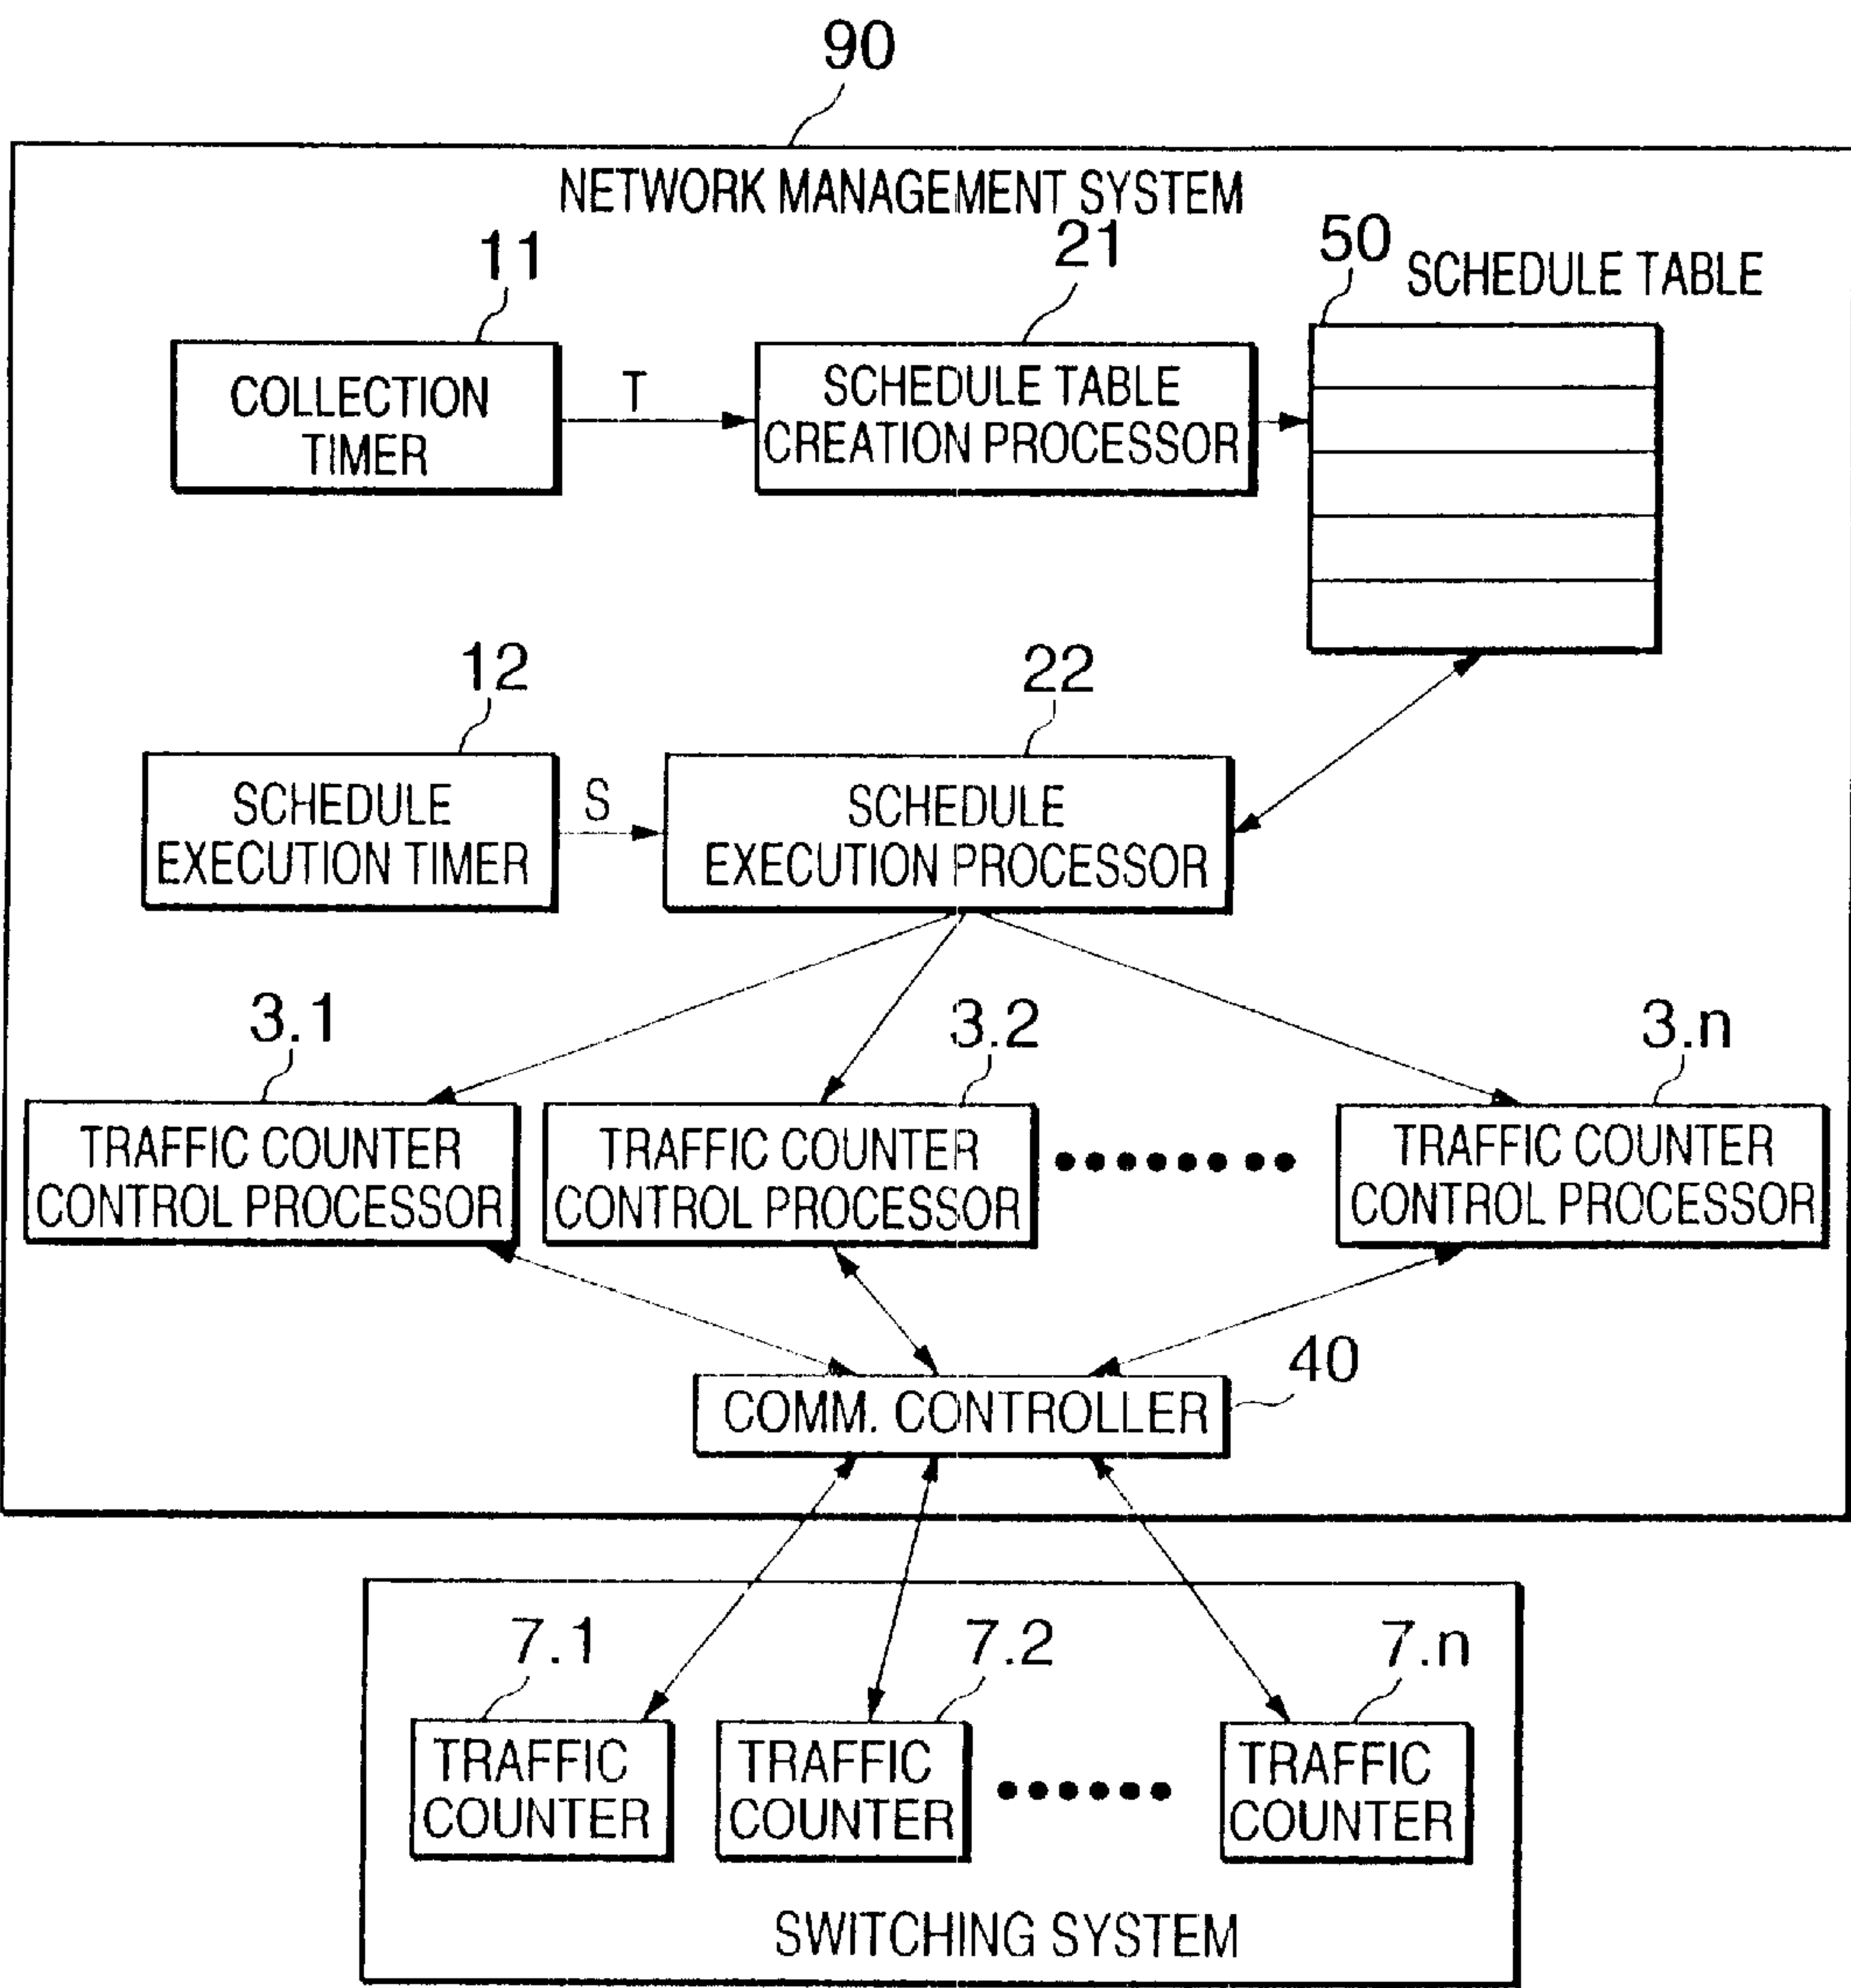 90
NETWORK MANAGEMENT SYSTEM
11
21
50
SCHEDULE TABLE
COLLECTION
TIMER
T
SCHEDULE TABLE
CREATION PROCESSOR
12
22
SCHEDULE
EXECUTION TIMER
S
SCHEDULE
EXECUTION PROCESSOR
3.1
3.2
3.n
TRAFFIC COUNTER
CONTROL PROCESSOR
TRAFFIC COUNTER
CONTROL PROCESSOR
TRAFFIC COUNTER
CONTROL PROCESSOR
40
COMM. CONTROLLER
7.1
7.2
7.n
TRAFFIC
COUNTER
TRAFFIC
COUNTER
TRAFFIC
COUNTER
SWITCHING SYSTEM